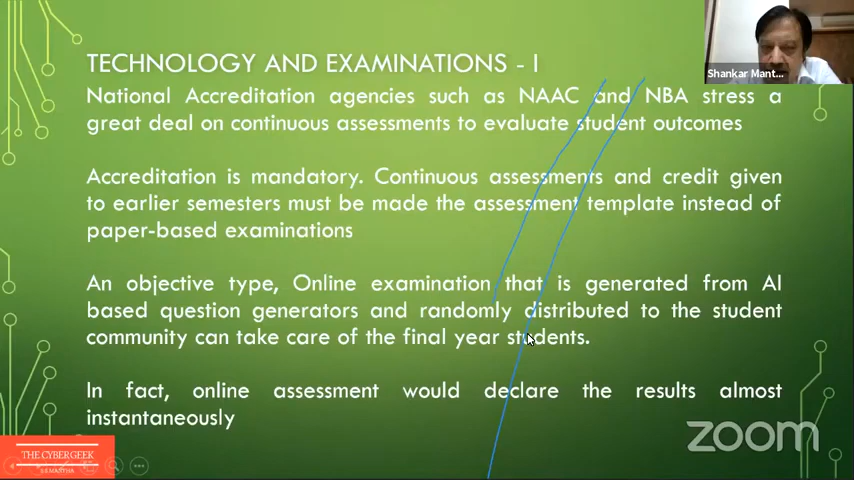 TECHNOLOGY AND EXAMINATIONS - I
Shankar Mant...
National Accreditation agencies such as NAAC and NBA stress a
great deal on continuous assessments to evaluate student outcomes
Accreditation is mandatory. Continuous assessments and credit given
to earlier semesters must be made the assessment template instead of
paper-based examinations
An objective type, Online examination that is generated from AI
based question generators and randomly distributed to the student
community can take care of the final year students.
In fact, online assessment would declare the results almost
instantaneously
zoom
THE CYBERGEEK